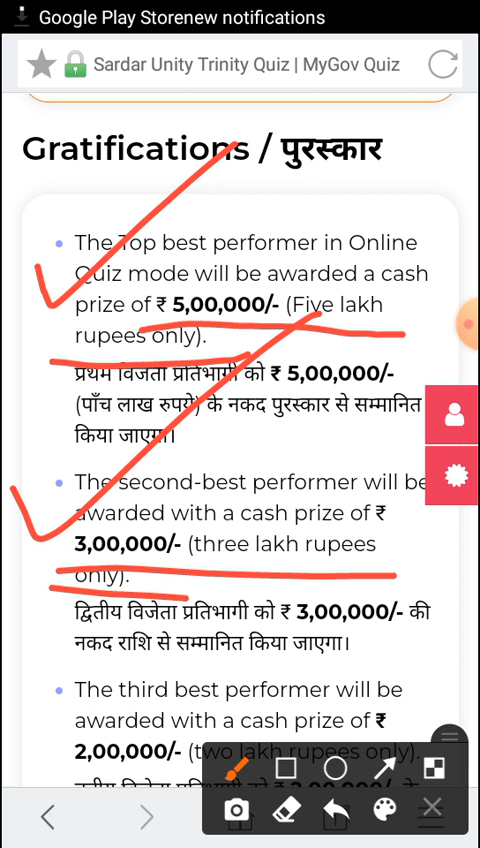 Google Play Storenew notifications
Sardar Unity Trinity Quiz | MyGov Quiz
Gratifications / पुरस्कार
The Top best performer in Online
Quiz mode will be awarded a cash
prize of ₹ 5,00,000/- (Five lakh
rupees only).
प्रथम विजेता प्रतिभागी को ₹ 5,00,000/-
(पाँच लाख रुपये) के नकद पुरस्कार से सम्मानित
किया जाएगा।
The second-best performer will be
awarded with a cash prize of ₹
3,00,000/- (three lakh rupees
only).
द्वितीय विजेता प्रतिभागी को ₹ 3,00,000/- की
नकद राशि से सम्मानित किया जाएगा।
The third best performer will be
awarded with a cash prize of ₹
2,00,000/- (two lakh rupees only).